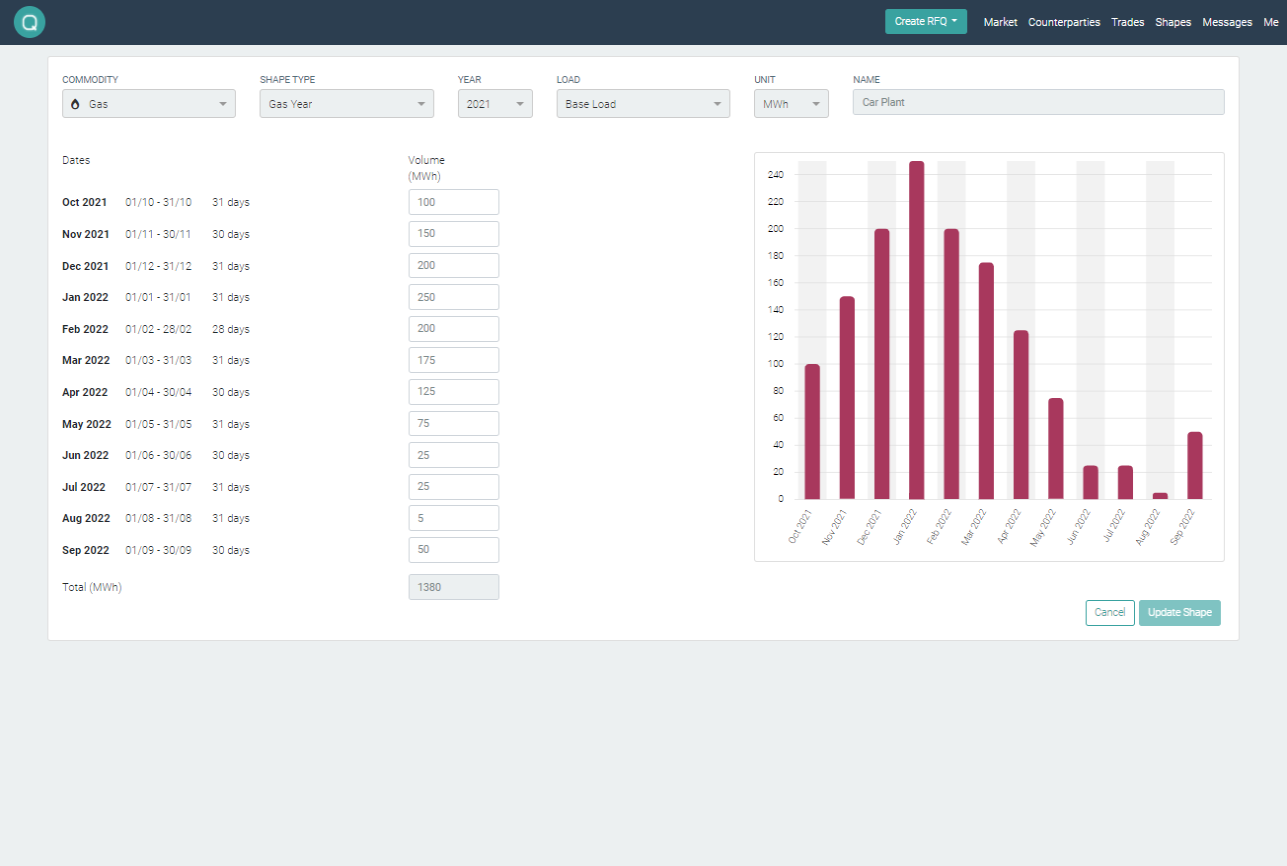 Q
Create RFQ Market Counterparties Trades Shapes Messages Me
COMMODITY SHAPE TYPE YEAR LOAD UNIT NAME
Gas Gas Year 2021 Base Load MWh Car Plant
Dates Volume
(MWh)
Oct 2021 01/10 - 31/10 31 days 100
Nov 2021 01/11 - 30/11 30 days 150
Dec 2021 01/12 - 31/12 31 days 200
Jan 2022 01/01 - 31/01 31 days 250
Feb 2022 01/02 - 28/02 28 days 200
Mar 2022 01/03 - 31/03 31 days 175
Apr 2022 01/04 - 30/04 30 days 125
May 2022 01/05 - 31/05 31 days 75
Jun 2022 01/06 - 30/06 30 days 25
Jul 2022 01/07 - 31/07 31 days 25
Aug 2022 01/08 - 31/08 31 days 5
Sep 2022 01/09 - 30/09 30 days 50
Total (MWh) 1380
240
220
200
180
160
140
120
100
80
60
40
20
0
Oct 2021 Nov 2021 Dec 2021 Jan 2022 Feb 2022 Mar 2022 Apr 2022 May 2022 Jun 2022 Jul 2022 Aug 2022 Sep 2022
Cancel Update Shape